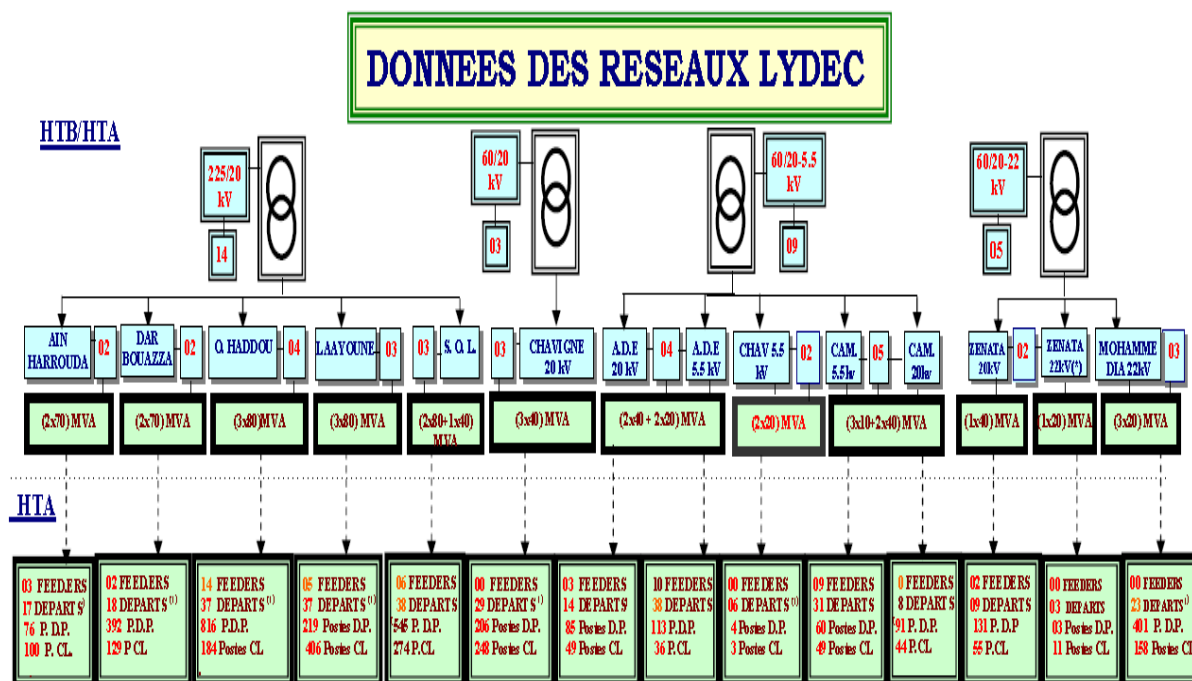 DONNEES DES RESEAUX LYDEC
HTB/HTA
225/20
kV
14
60/20
kV
03
60/20-5.5
kV
09
60/20-22
kV
05
AIN
HARROUDA
02
DAR
BOUAZZA
02
O. HADDOU
04
LAAYOUNE
03
03
S. O. L.
03
CHAVIGNE
20 kV
A.D.E
20 kV
04
A.D.E
5.5 kV
CHAV 5.5
kV
02
CAM.
5.5kv
05
CAM.
20kv
ZENATA
20kV
02
ZENATA
22kV(*)
MOHAMME
DIA 22kV
03
(2x70) MVA
(2x70) MVA
(3x80)MVA
(3x80) MVA
(2x80+1x40)
MVA
(3x40) MVA
(2x40 + 2x20) MVA
(2x20) MVA
(3x10+2x40) MVA
(1x40) MVA
(1x20) MVA
(3x20) MVA
HTA
03 FEEDERS
17 DEPARTS
76 P. D.P.
100 P. CL.
02 FEEDERS
18 DEPARTS (1)
392 P.D.P.
129 P CL
14 FEEDERS
37 DEPARTS (1)
816 P.D.P.
184 Postes CL
05 FEEDERS
37 DEPARTS (1)
219 Postes D.P.
406 Postes CL
06 FEEDERS
38 DEPARTS
545 P. D.P.
274 P.CL
00 FEEDERS
29 DEPARTS
206 Postes D.P.
248 Postes CL
03 FEEDERS
14 DEPARTS
85 Postes D.P.
49 Postes CL
10 FEEDERS
38 DEPARTS
113 P.D.P.
36 P.CL
00 FEEDERS
06 DEPARTS (1)
4 Postes D.P.
3 Postes CL
09 FEEDERS
31 DEPARTS
60 Postes D.P.
49 Postes CL
0 FEEDERS
8 DEPARTS
91 P. D.P.
44 P.CL
02 FEEDERS
09 DEPARTS
131 P. D.P
55 P.CL
00 FEEDERS
03 DEPARTS
03 Postes D.P.
11 Postes CL
00 FEEDERS
23 DEPARTS
401 P. D.P.
158 Postes CL